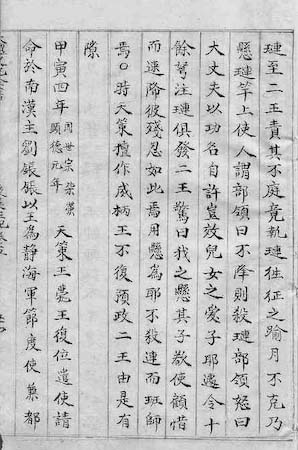 璉至二王責其不庭竟執璉徃征之踰月不克乃
懸璉竿上使人謂部領曰不降則殺璉部領怒曰
大丈夫以功名自許豈效兒女之愛子耶遽令十
餘弩注璉俱發二王驚曰我之懸其子欲使顧惜
而速降彼殘忍如此焉用懸為耶不殺連而班師
焉○時天策擅作威柄王不復預政二王由是有
隙
甲寅四年周世宗柴榮顯德元年天策王薨王復位遣使請
命於南漢主劉鋹鋹以王為静海軍節度使兼都